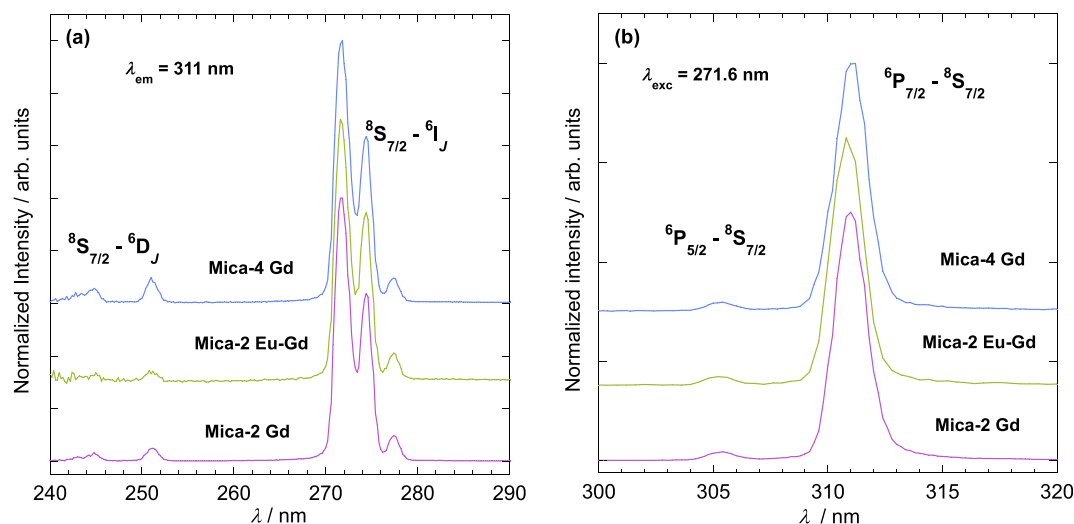 (a)
λem = 311 nm
8S7/2 - 6IJ
8S7/2 - 6DJ
Mica-4 Gd
Mica-2 Eu-Gd
Mica-2 Gd
Normalized Intensity / arb. units
240 250 260 270 280 290
λ / nm
(b)
λexc = 271.6 nm
6P7/2 - 8S7/2
6P5/2 - 8S7/2
Mica-4 Gd
Mica-2 Eu-Gd
Mica-2 Gd
Normalized intensity / arb. units
300 305 310 315 320
λ / nm